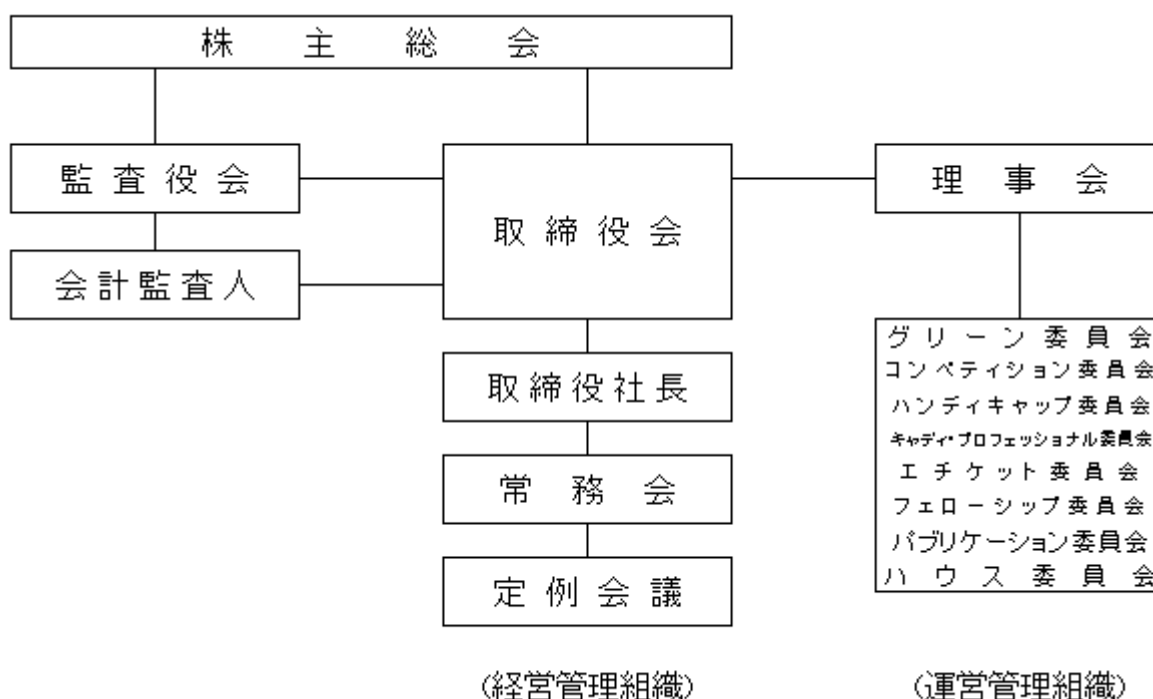 株主総会
監査役会
取締役会
理事会
会計監査人
取締役社長
常務会
定例会議
グリーン委員会
コンペティション委員会
ハンディキャップ委員会
キャディ・プロフェッショナル委員会
エチケット委員会
フェローシップ委員会
パブリケーション委員会
ハウス委員会
(経営管理組織)
(運営管理組織)